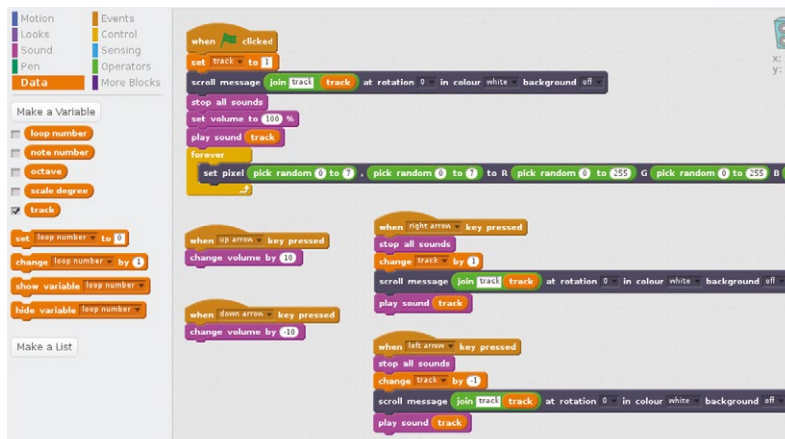 Motion
Looks
Sound
Pen
Data
Events
Control
Sensing
Operators
More Blocks
Make a Variable
loop number
note number
octave
scale degree
track
set loop number to 0
change loop number by 1
show variable loop number
hide variable loop number
Make a List
when clicked
set track to 1
scroll message join track track at rotation 0 in colour white background off
stop all sounds
set volume to 100 %
play sound track
forever
set pixel pick random 0 to 7 , pick random 0 to 7 to R pick random 0 to 255 G pick random 0 to 255 B
when up arrow key pressed
change volume by 10
when down arrow key pressed
change volume by -10
when right arrow key pressed
stop all sounds
change track by 1
scroll message join track track at rotation 0 in colour white background off
play sound track
when left arrow key pressed
stop all sounds
change track by -1
scroll message join track track at rotation 0 in colour white background off
play sound track
x:
y: